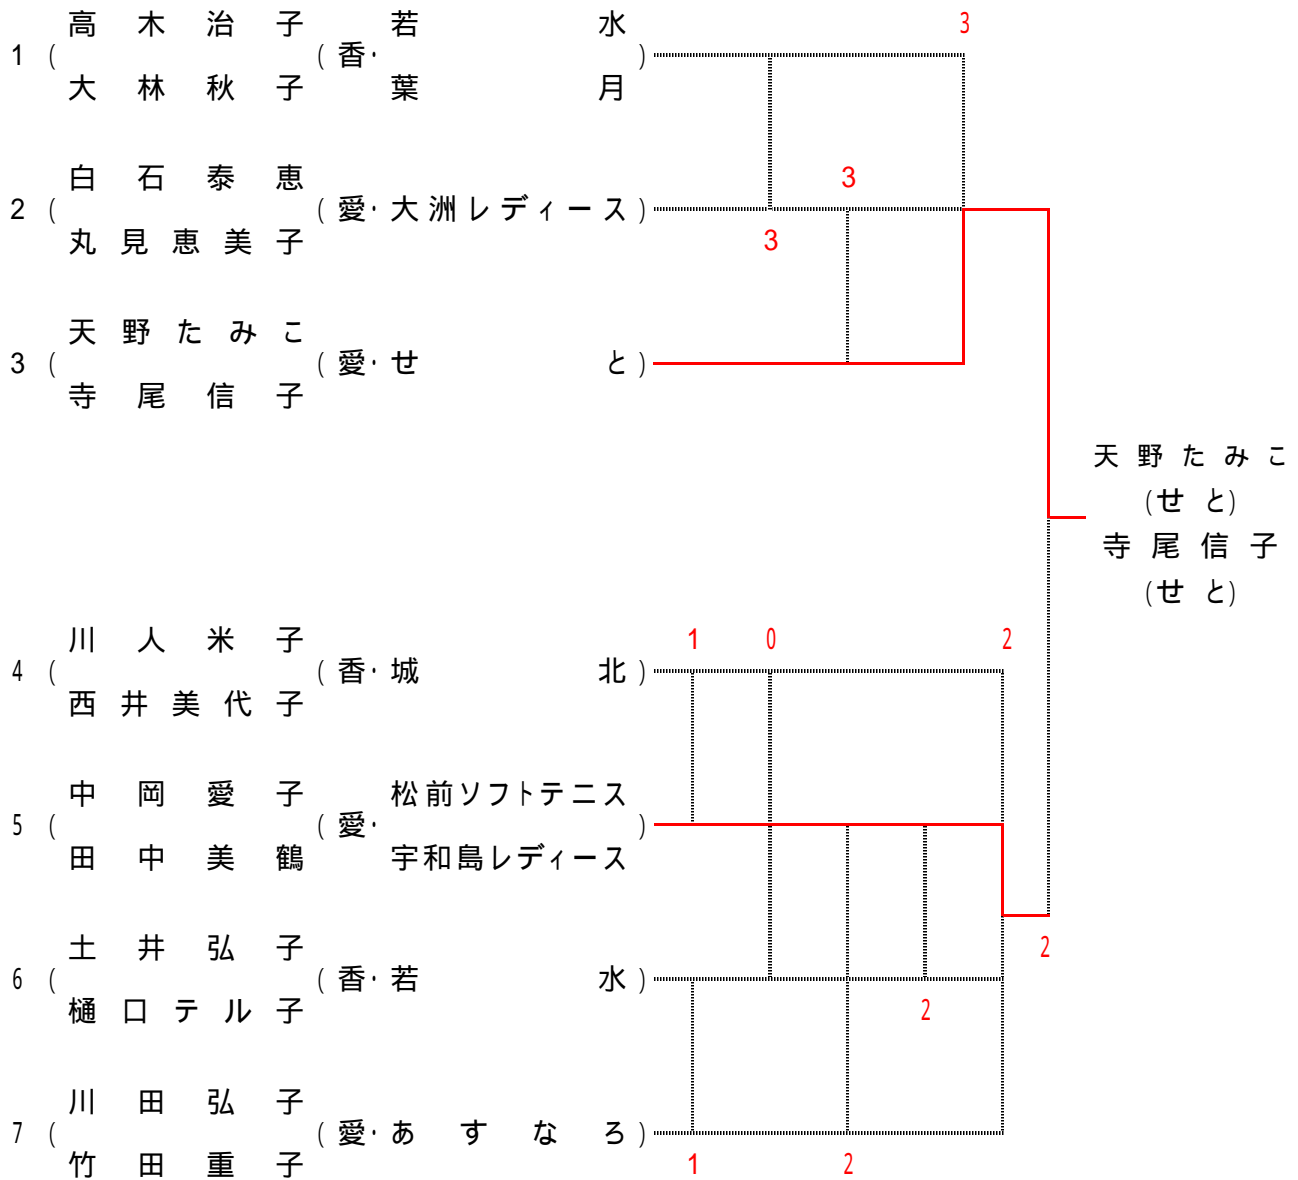 高木治子 若水 3
1 ( (香・ )
大林秋子 葉月
白石泰恵 3
2 ( (愛・大洲レディース)
丸見恵美子 3
天野たみこ
3 ( (愛・せと)
寺尾信子
天野たみこ
(せと)
寺尾信子
(せと)
川人米子 1 0 2
4 ( (香・城北)
西井美代子
中岡愛子 松前ソフトテニス
5 ( (愛・ )
田中美鶴 宇和島レディース
土井弘子 2
6 ( (香・若水)
樋口テル子 2
川田弘子
7 ( (愛・あすなろ)
竹田重子 1 2